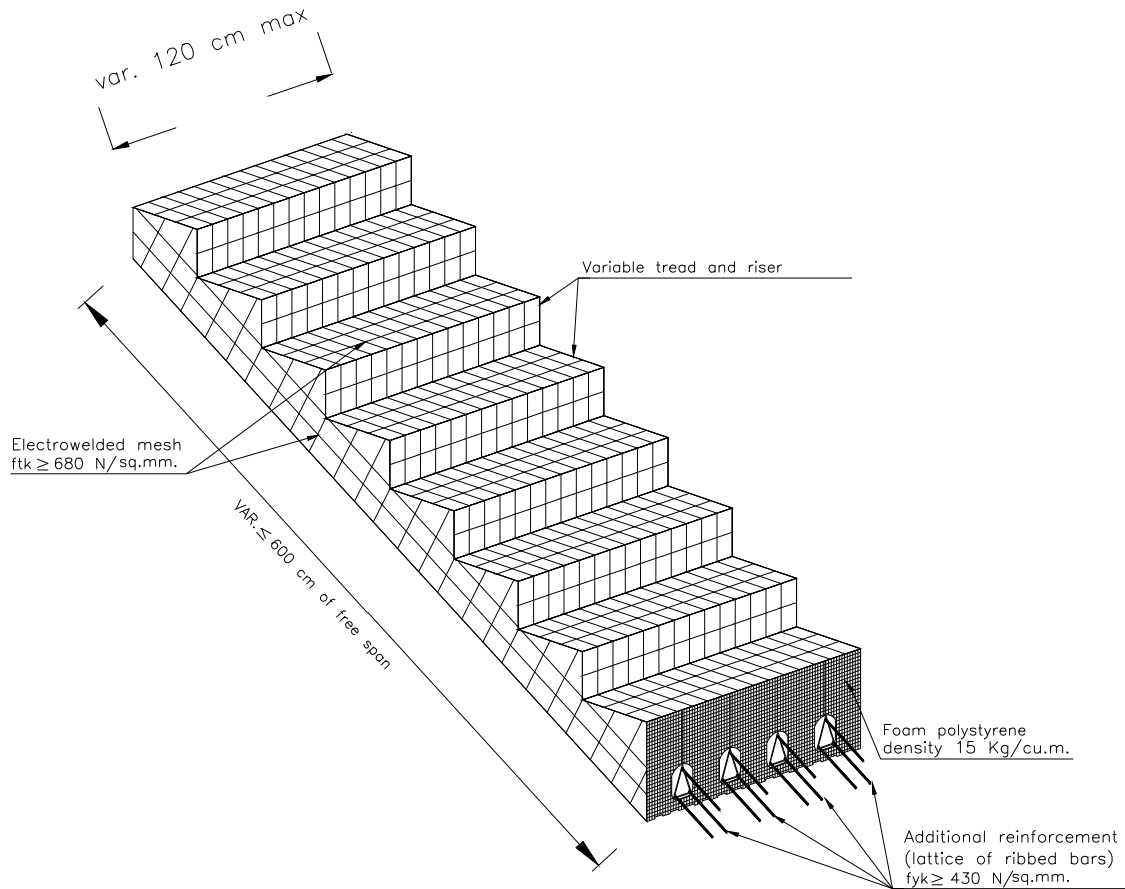 var. 120 cm max
Variable tread and riser
Electrowelded mesh
ftk ≥ 680 N/sq.mm.
VAR. ≤ 600 cm of free span
Foam polystyrene
density 15 Kg/cu.m.
Additional reinforcement
(lattice of ribbed bars)
fyk ≥ 430 N/sq.mm.